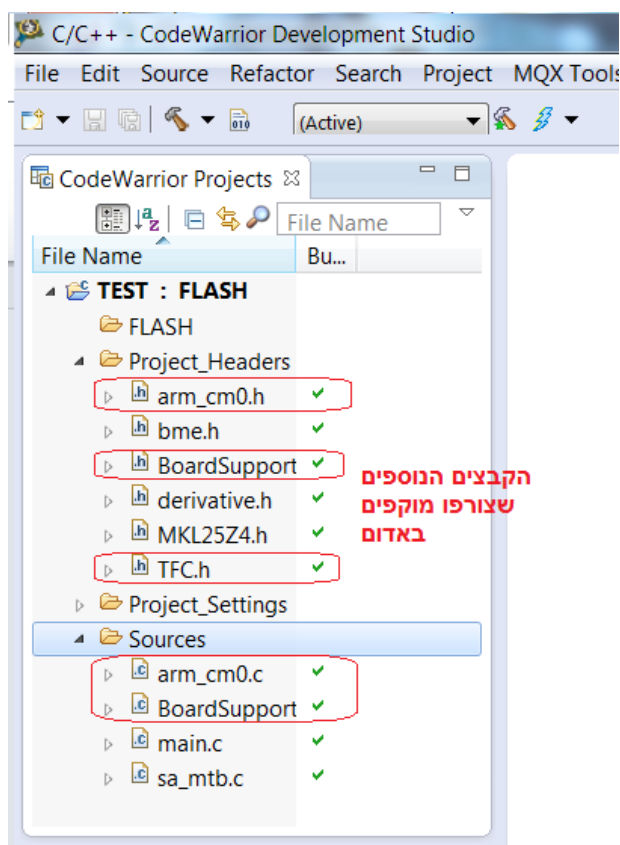 C/C++ - CodeWarrior Development Studio
File Edit Source Refactor Search Project MQX Tools
(Active)
CodeWarrior Projects
File Name
File Name Bu...
TEST : FLASH
FLASH
Project_Headers
arm_cm0.h
bme.h
BoardSupport
derivative.h
MKL25Z4.h
TFC.h
הקבצים הנוספים
שצורפו מוקפים
באדום
Project_Settings
Sources
arm_cm0.c
BoardSupport
main.c
sa_mtb.c